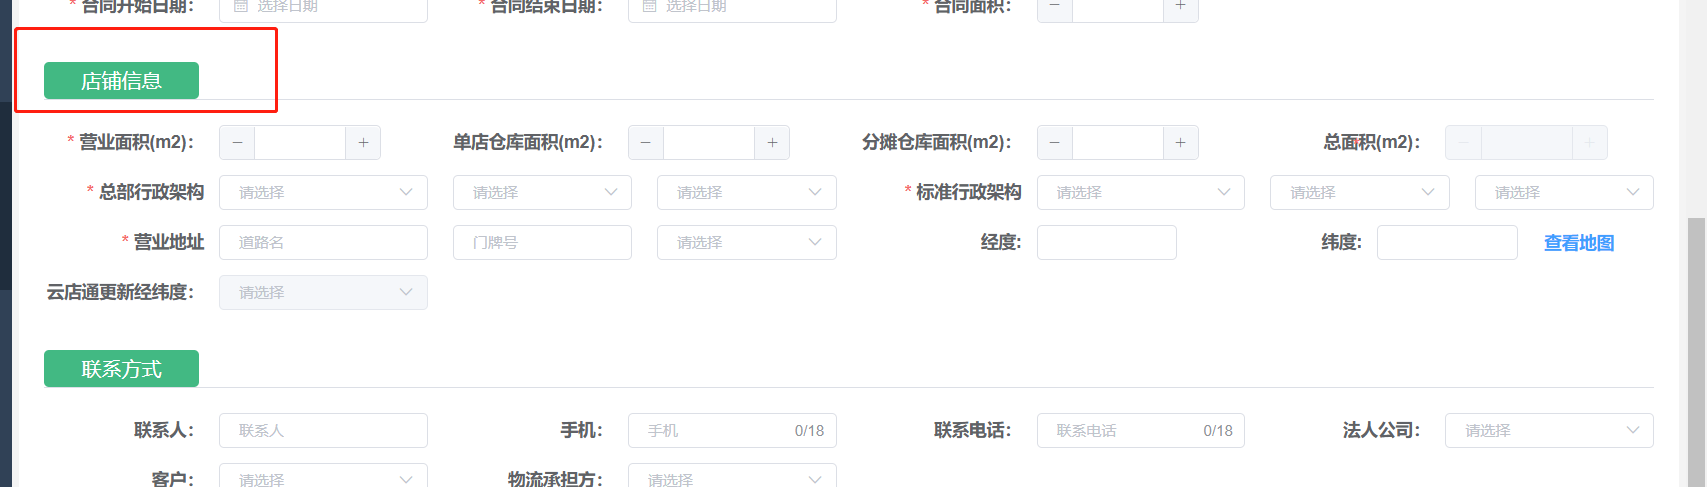 * 合同开始日期： 选择日期 * 合同结束日期： 选择日期 * 合同面积： − +
店铺信息
* 营业面积(m2)： − + 单店仓库面积(m2)： − + 分摊仓库面积(m2)： − + * 总面积(m2)： − +
* 总部行政架构 请选择 请选择 请选择 * 标准行政架构 请选择 请选择 请选择
* 营业地址 道路名 门牌号 请选择 经度: 纬度: 查看地图
云店通更新经纬度： 请选择
联系方式
联系人： 联系人 手机： 手机 0/18 联系电话： 联系电话 0/18 法人公司： 请选择
客户： 请选择 物流承担方： 请选择